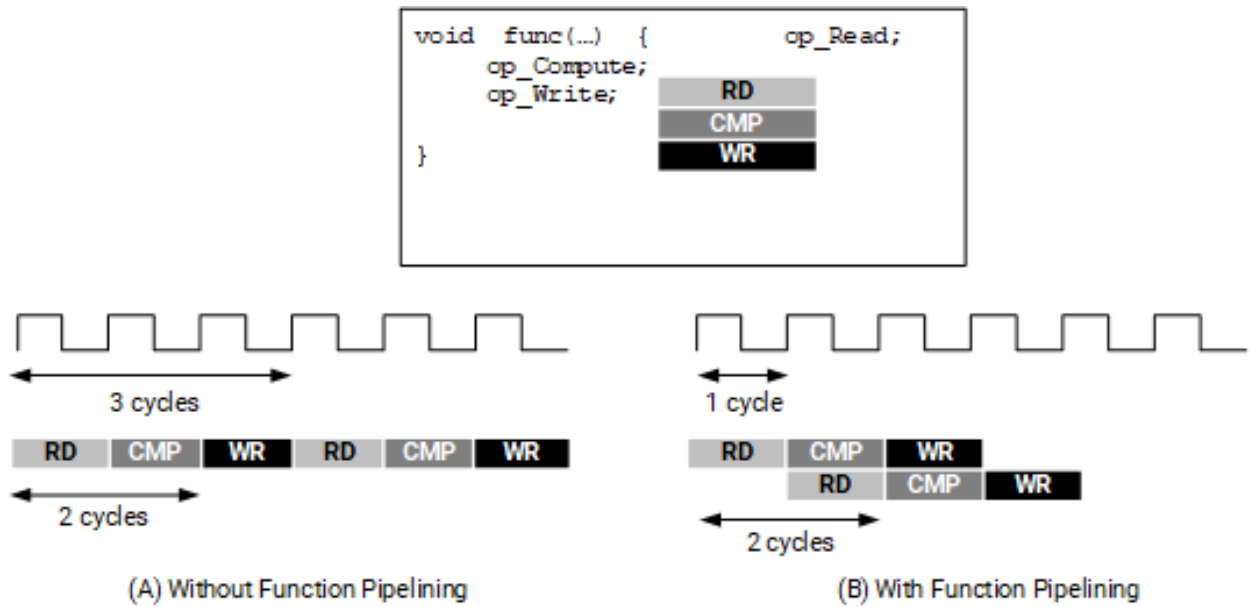 void func(…) { op_Read;
op_Compute;
op_Write;
RD
CMP
} WR
3 cycles
1 cycle
RD CMP WR RD CMP WR
RD CMP WR
RD CMP WR
2 cycles
2 cycles
(A) Without Function Pipelining
(B) With Function Pipelining